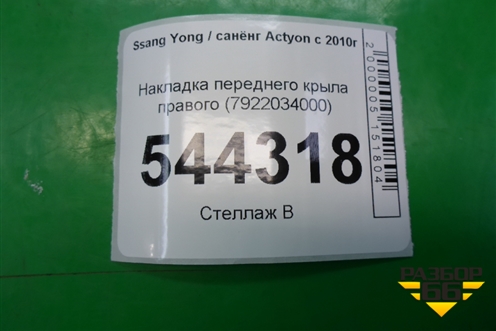 Ssang Yong / санёнг Actyon с 2010г
Накладка переднего крыла
правого (7922034000)
544318
Стеллаж В
2000005151804
РАЗБОР
66